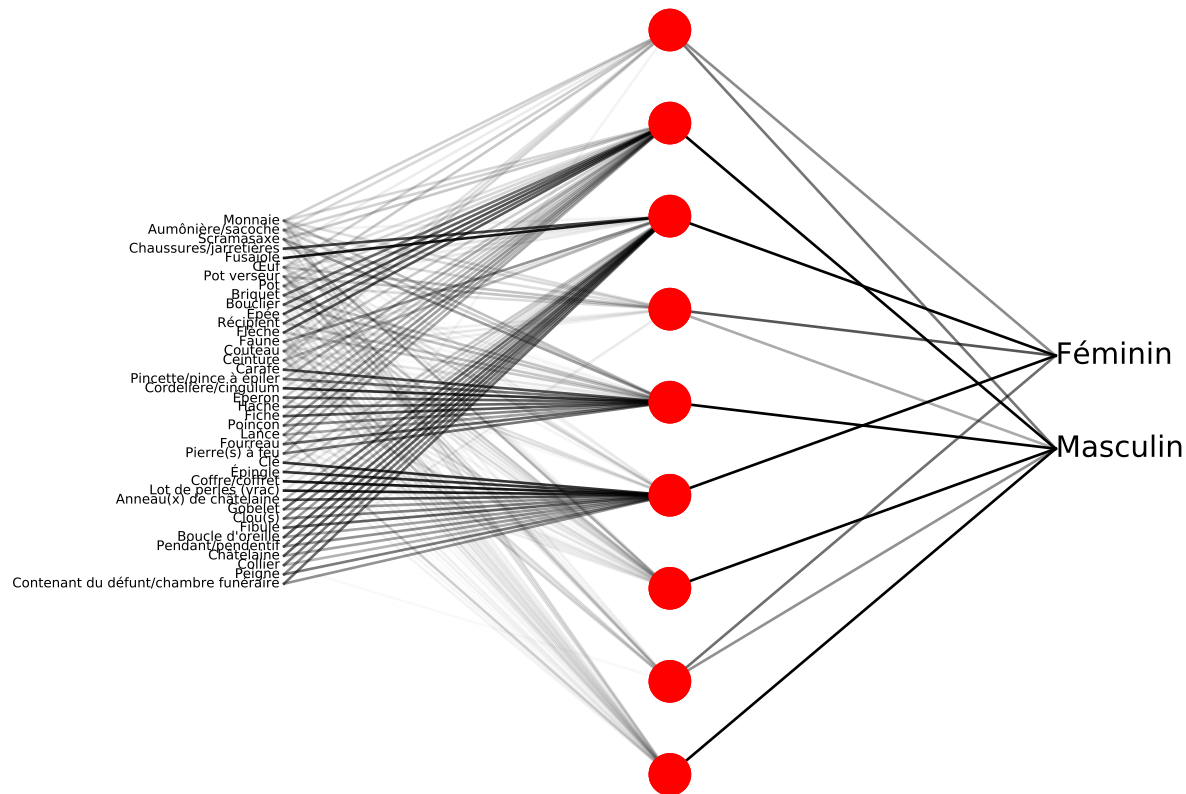 Monnaie
Aumônière/sacoche
Scramasaxe
Chaussures/jarretières
Fusaïole
Œuf
Pot verseur
Pot
Briquet
Bouclier
Épée
Récipient
Flèche
Faune
Couteau
Ceinture
Carafe
Pincette/pince à épiler
Cordelière/cingulum
Éperon
Hache
Fiche
Poinçon
Lance
Fourreau
Pierre(s) à feu
Clé
Épingle
Coffre/coffret
Lot de perles (vrac)
Anneau(x) de châtelaine
Gobelet
Clou(s)
Fibule
Boucle d'oreille
Pendant/pendentif
Châtelaine
Collier
Peigne
Contenant du défunt/chambre funéraire
Féminin
Masculin